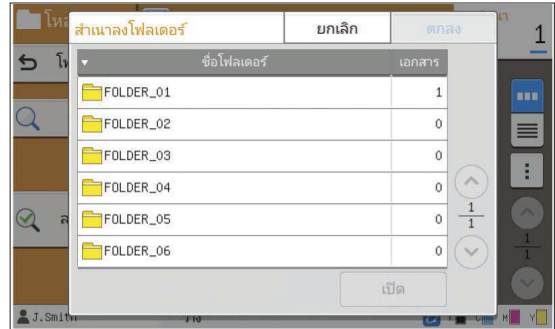 สำเนาลงโฟลเดอร์
ยกเลิก
ตกลง
1
ชื่อโฟลเดอร์
เอกสาร
FOLDER_01
1
FOLDER_02
0
FOLDER_03
0
FOLDER_04
0
FOLDER_05
0
FOLDER_06
0
1
1
1
1
เปิด
J.Smith
ว่าง
K
C
M
Y